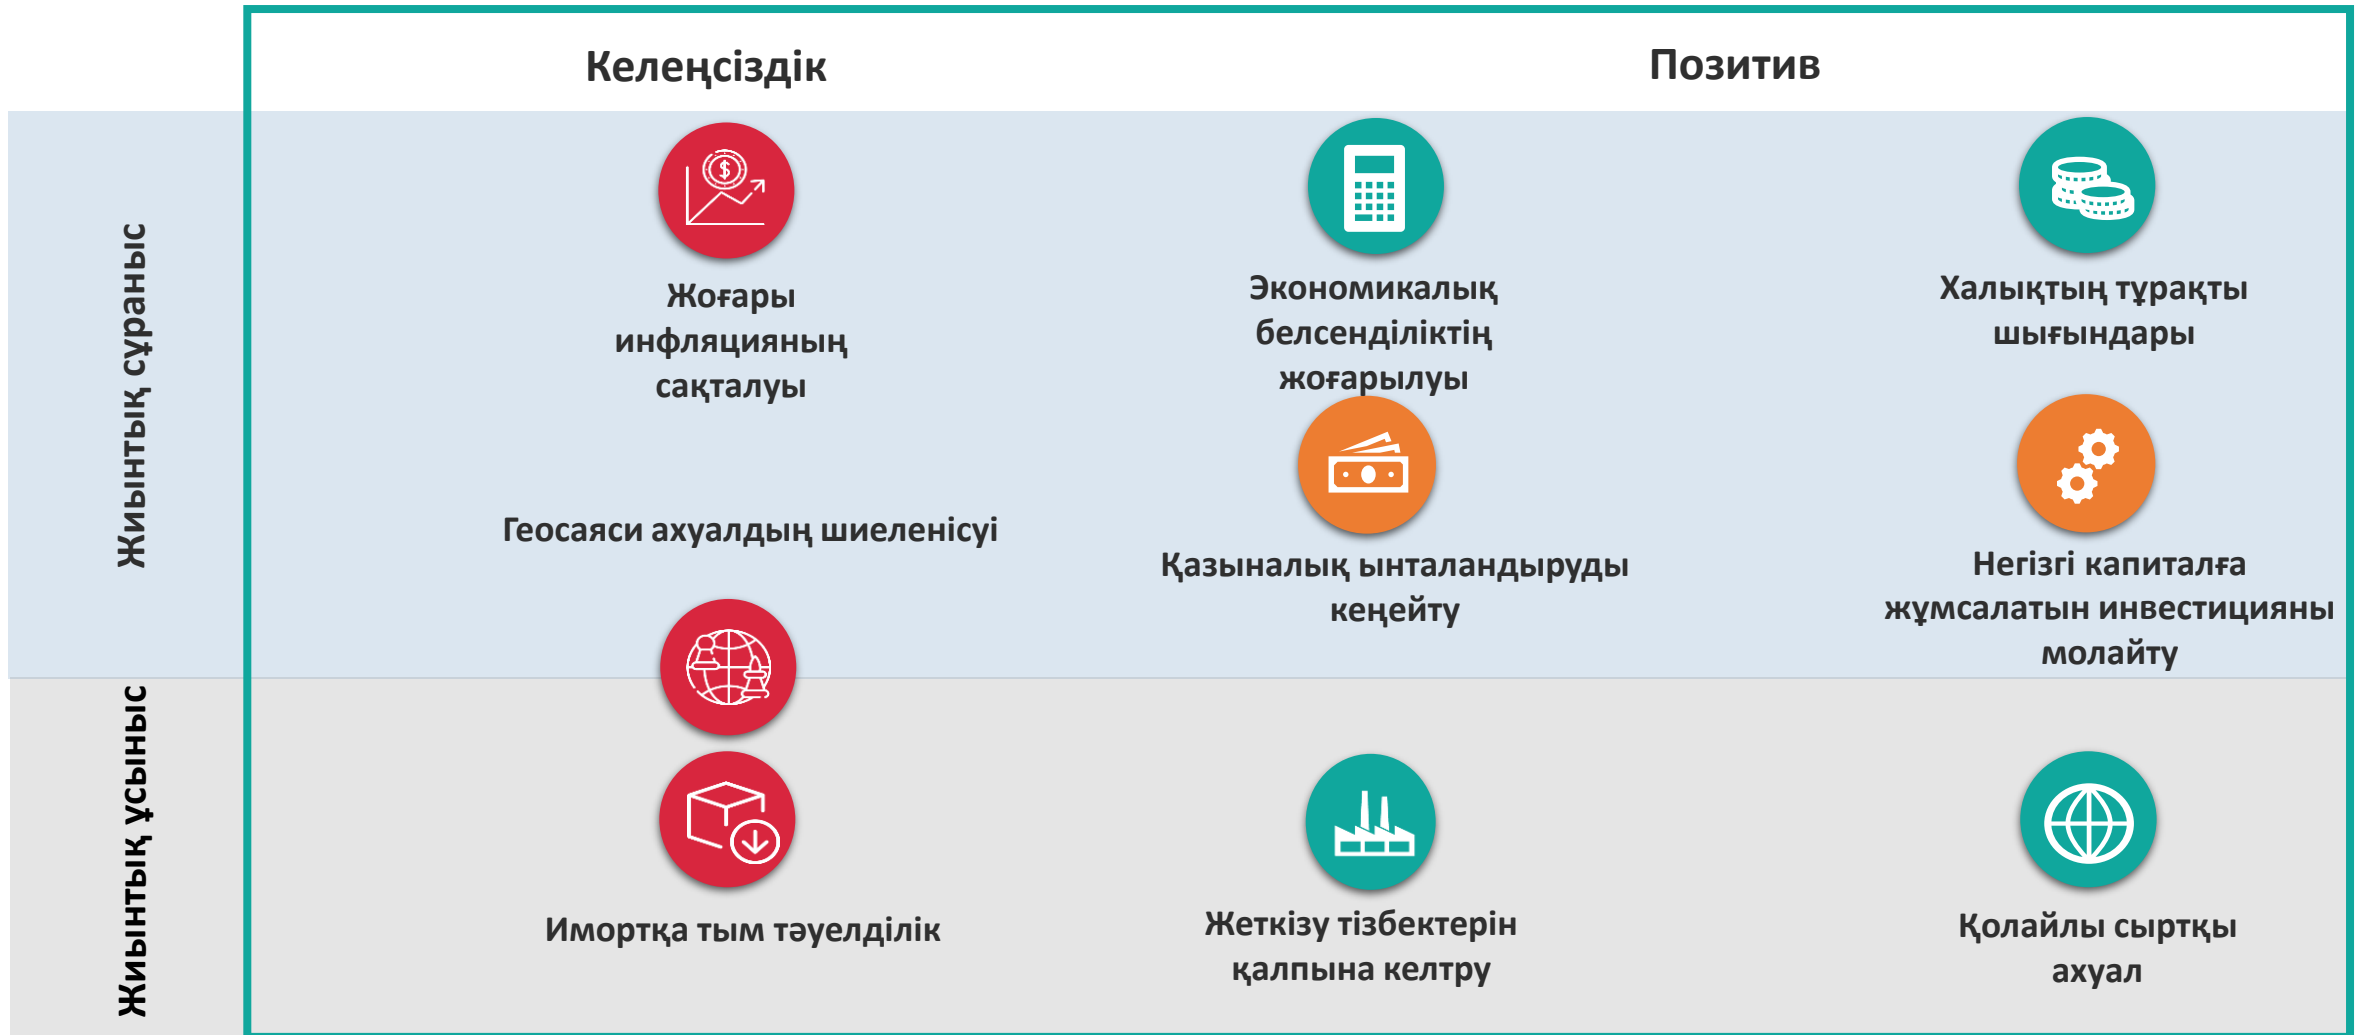 Келеңсіздік
Позитив
Жиынтық сұраныс
Жоғары
инфляцияның
сақталуы
Экономикалық
белсенділіктің
жоғарылуы
Халықтың тұрақты
шығындары
Геосаяси ахуалдың шиеленісуі
Қазыналық ынталандыруды
кеңейту
Негізгі капиталға
жұмсалатын инвестицияны
молайту
Жиынтық ұсыныс
Имортқа тым тәуелділік
Жеткізу тізбектерін
қалпына келтру
Қолайлы сыртқы
ахуал